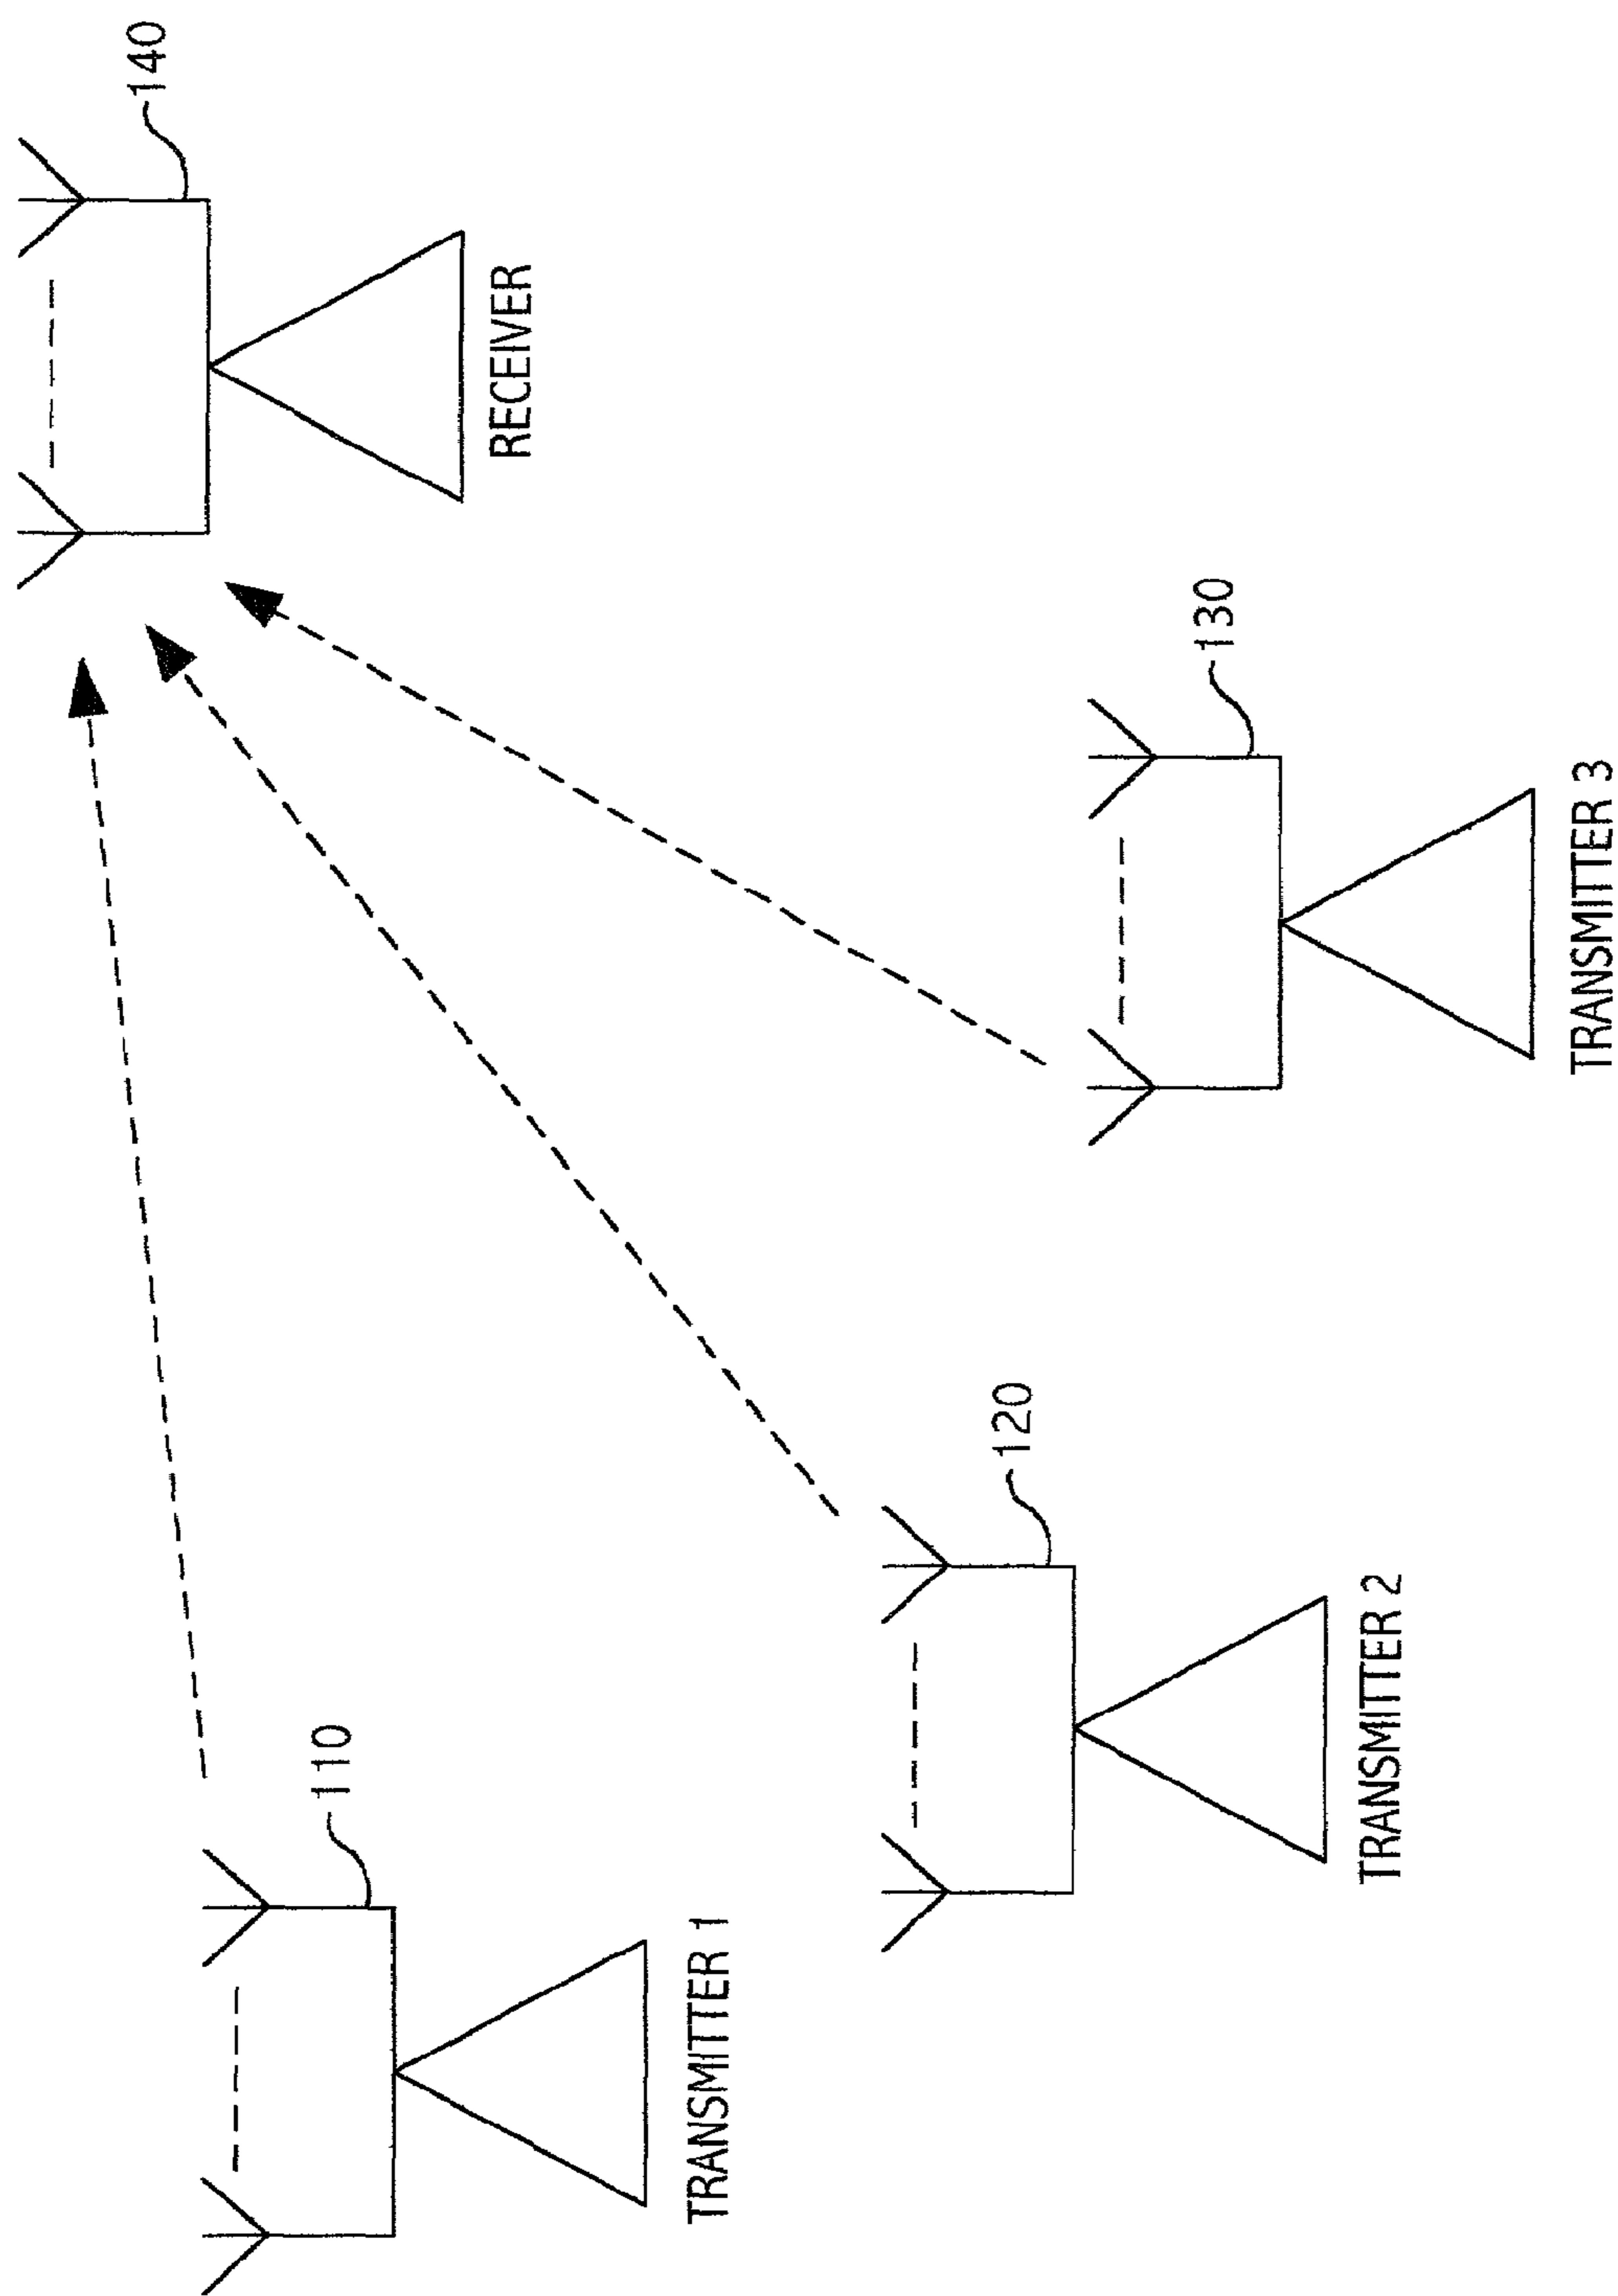 110
TRANSMITTER 1
120
TRANSMITTER 2
130
TRANSMITTER 3
140
RECEIVER